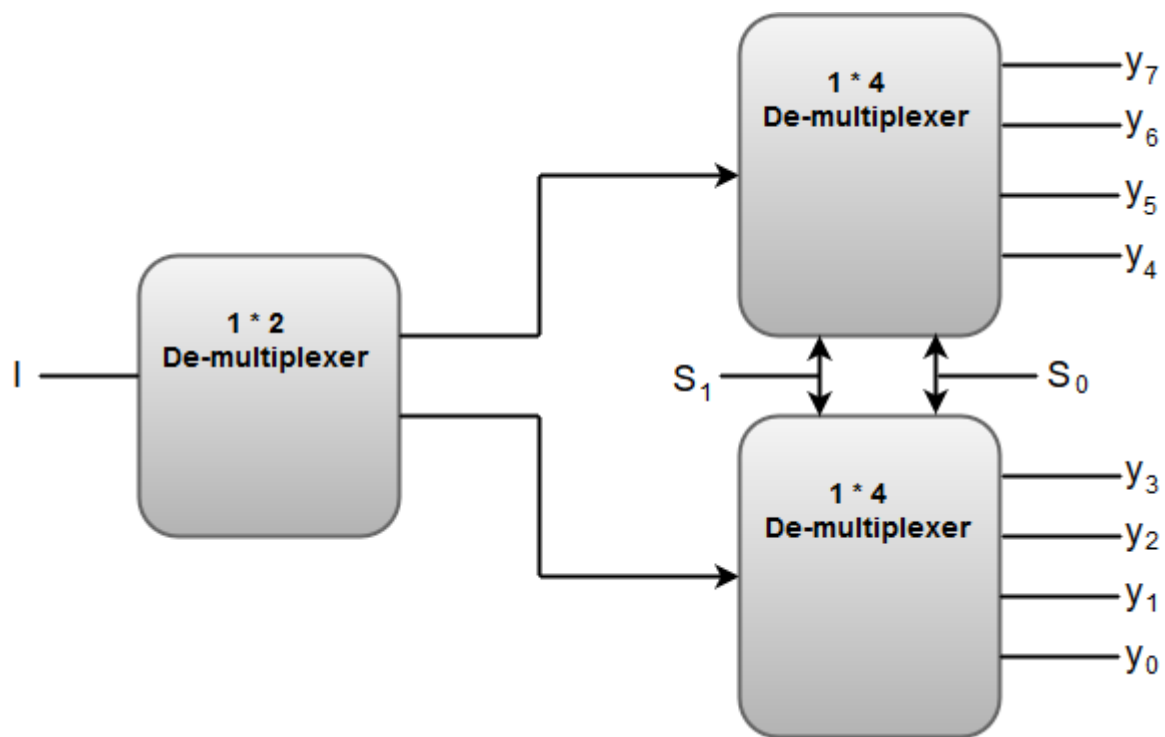 1 * 4
De-multiplexer
y7
y6
y5
y4
1 * 2
De-multiplexer
I
S1
S0
1 * 4
De-multiplexer
y3
y2
y1
y0